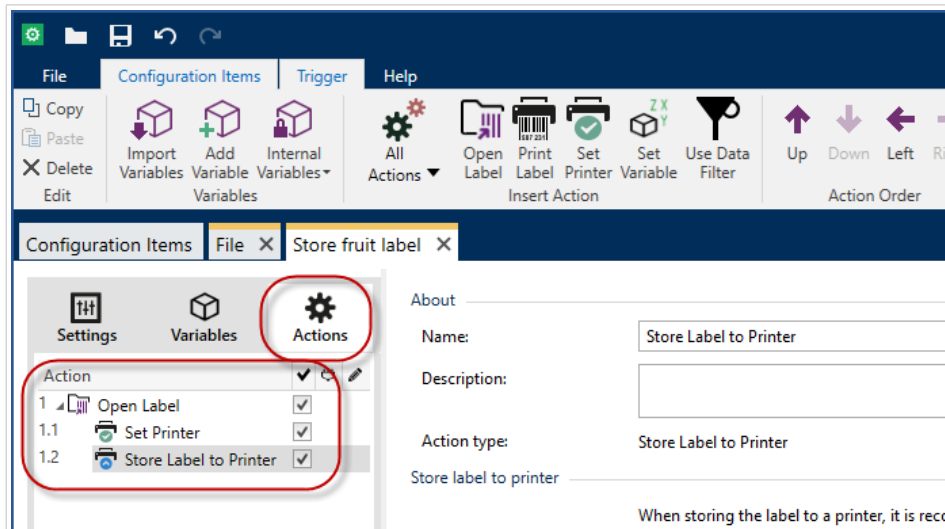 File Configuration Items Trigger Help
Copy
Paste
Delete
Edit
Import Variables
Add Variable
Internal Variables
Variables
All Actions
Open Label
Print Label
Set Printer
Set Variable
Use Data Filter
Insert Action
Up Down Left
Action Order
Configuration Items File Store fruit label
Settings Variables Actions
Action
1 Open Label
1.1 Set Printer
1.2 Store Label to Printer
About
Name: Store Label to Printer
Description:
Action type: Store Label to Printer
Store label to printer
When storing the label to a printer, it is